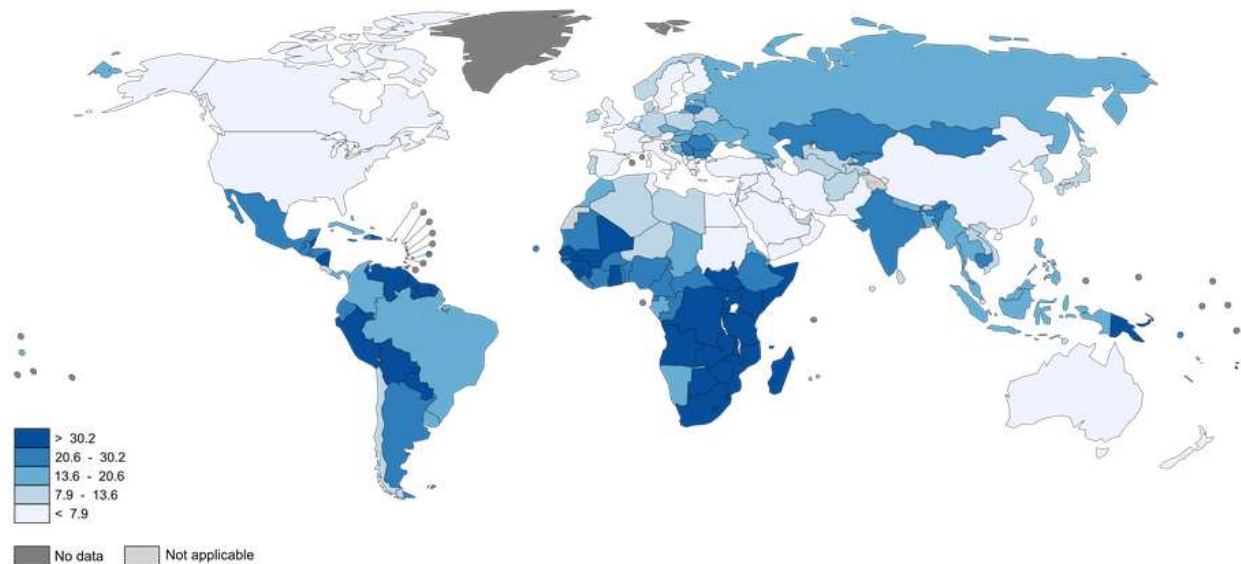 > 30.2
20.6 - 30.2
13.6 - 20.6
7.9 - 13.6
< 7.9
No data
Not applicable